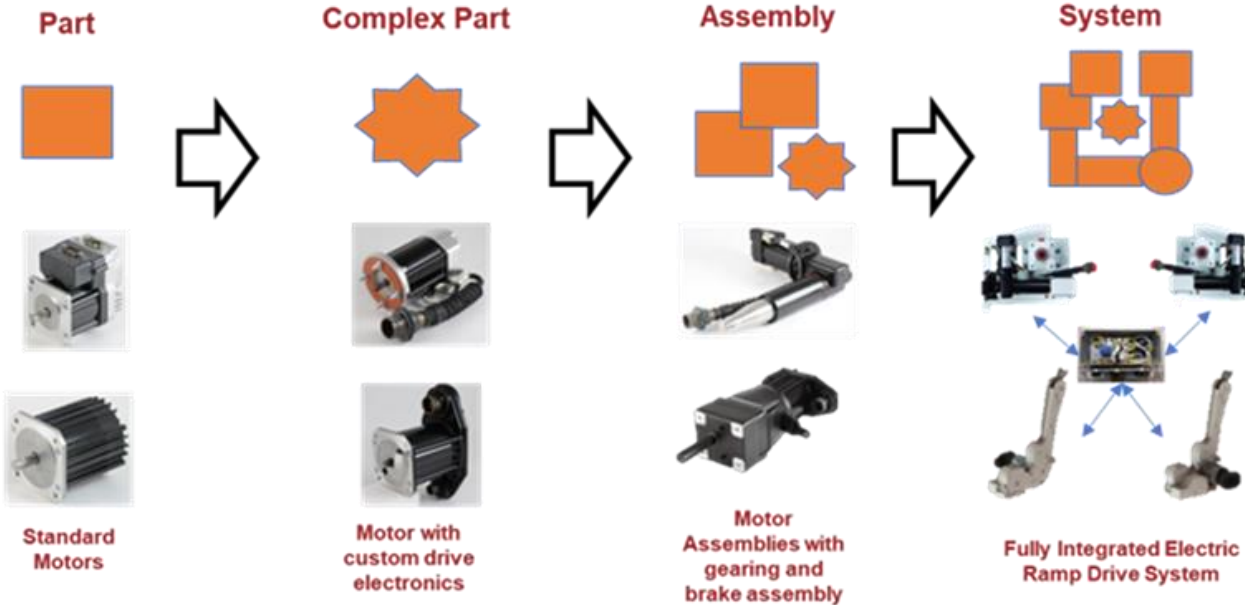 Part
Complex Part
Assembly
System
Standard
Motors
Motor with
custom drive
electronics
Motor
Assemblies with
gearing and
brake assembly
Fully Integrated Electric
Ramp Drive System